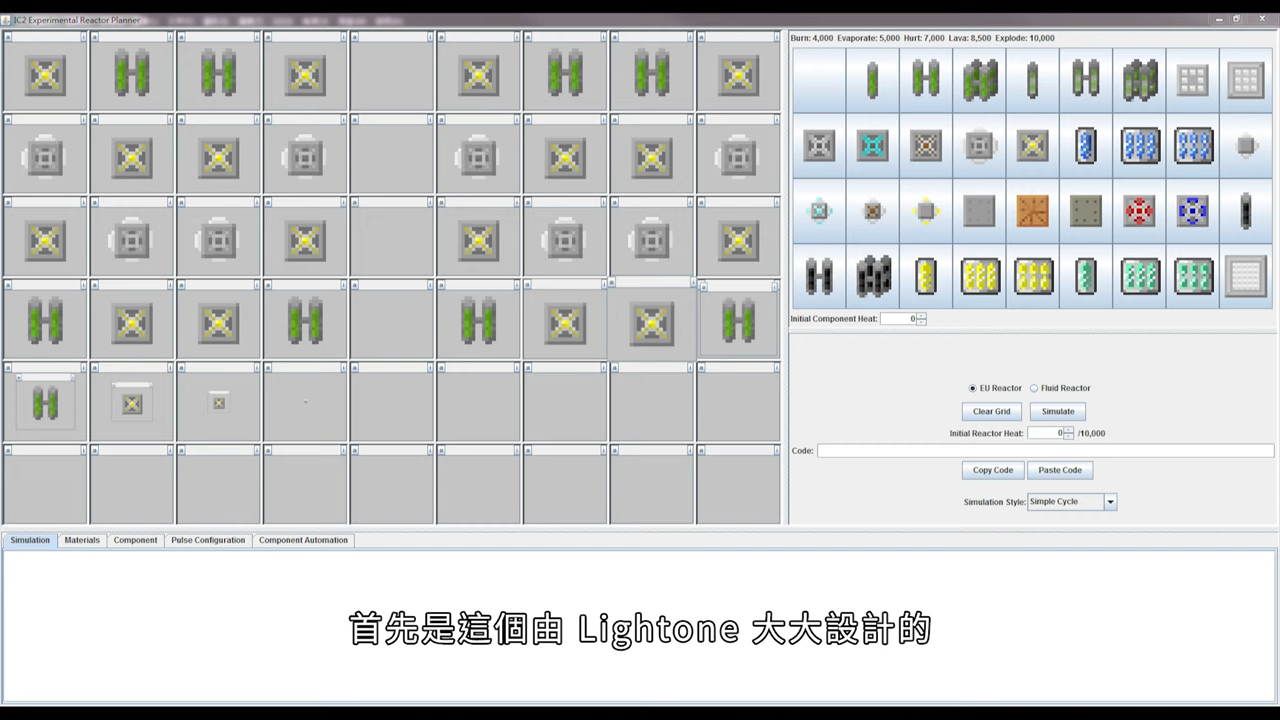 IC2 Experimental Reactor Planner
Burn: 4,000 Evaporate: 5,000 Hurt: 7,000 Lava: 8,500 Explode: 10,000
Initial Component Heat: 0
EU Reactor Fluid Reactor
Clear Grid Simulate
Initial Reactor Heat: 0 /10,000
Code:
Copy Code Paste Code
Simulation Style: Simple Cycle
Simulation Materials Component Pulse Configuration Component Automation
首先是這個由 Lightone 大大設計的